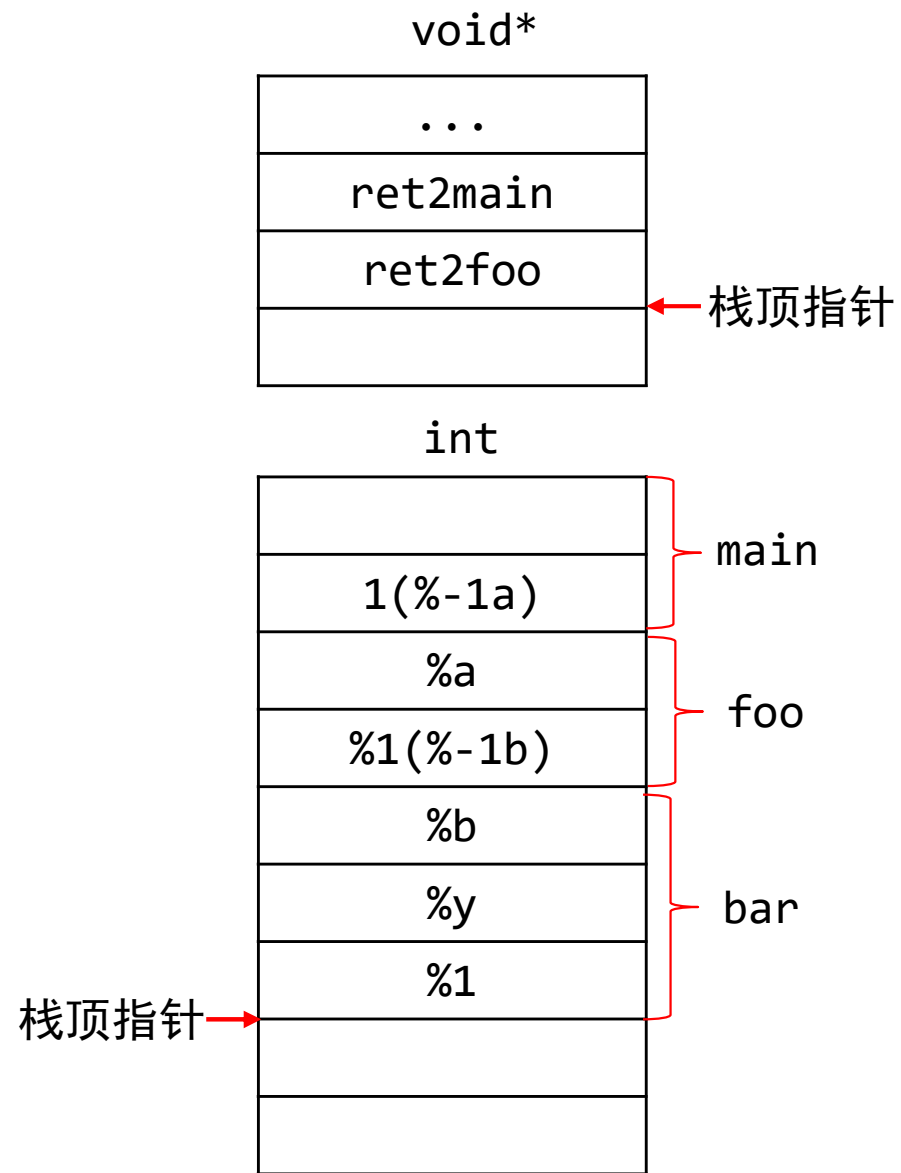 void*
...
ret2main
ret2foo
栈顶指针
int
main
1(%-1a)
%a
foo
%1(%-1b)
%b
%y
bar
%1
栈顶指针